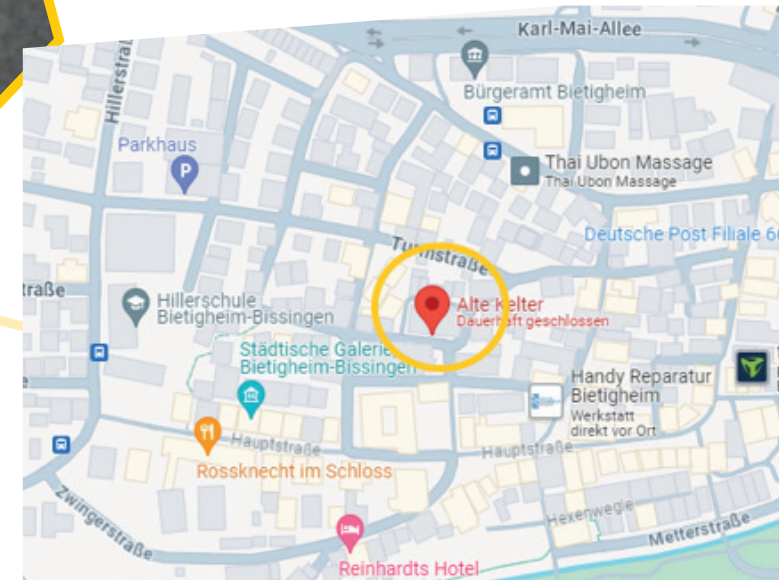 Karl-Mai-Allee
Hillerstraß
Bürgeramt Bietigheim
Parkhaus
P
Thai Ubon Massage
Thai Ubon Massage
Deutsche Post Filiale 6
Turmstraße
traße
Alte Kelter
Dauerhaft geschlossen
Hillerschule
Bietigheim-Bissingen
Städtische Galerie
Bietigheim-Bissingen
Handy Reparatur
Bietigheim
Werkstatt
direkt vor Ort
Hauptstraße
Hauptstraße
Rossknecht im Schloss
Zwingerstraße
Hexenwegle
Metterstraße
Reinhardts Hotel